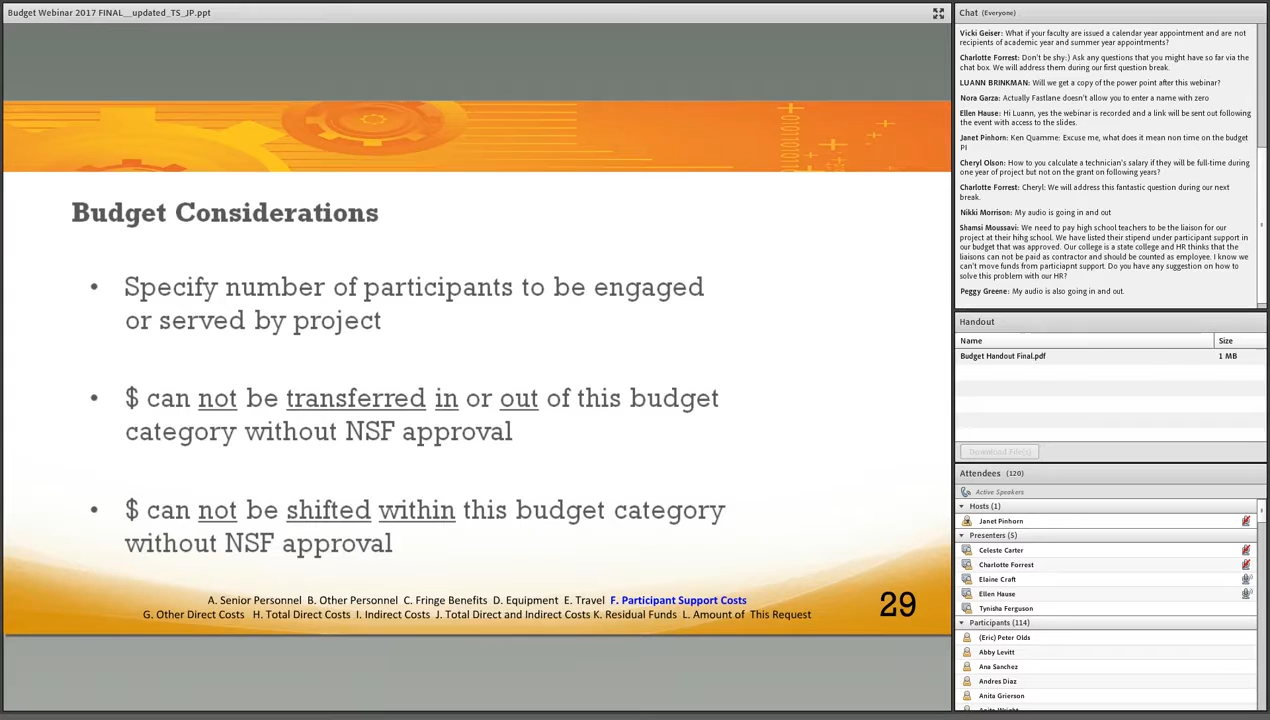 Budget Webinar 2017 FINAL__updated_TS_JP.ppt
Budget Considerations
• Specify number of participants to be engaged
or served by project
• $ can not be transferred in or out of this budget
category without NSF approval
• $ can not be shifted within this budget category
without NSF approval
A. Senior Personnel B. Other Personnel C. Fringe Benefits D. Equipment E. Travel F. Participant Support Costs
G. Other Direct Costs H. Total Direct Costs I. Indirect Costs J. Total Direct and Indirect Costs K. Residual Funds L. Amount of This Request
29
Chat (Everyone)
Vicki Geiser: What if your faculty are issued a calendar year appointment and are not
recipients of academic year and summer year appointments?
Charlotte Forrest: Don't be shy:) Ask any questions that you might have so far via the
chat box. We will address them during our first question break.
LUANN BRINKMAN: Will we get a copy of the power point after this webinar?
Nora Garza: Actually Fastlane doesn't allow you to enter a name with zero
Ellen Hause: Hi Luann, yes the webinar is recorded and a link will be sent out following
the event with access to the slides.
Janet Pinhorn: Ken Quamme: Excuse me, what does it mean non time on the budget
PI
Cheryl Olson: How to you calculate a technician's salary if they will be full-time during
one year of project but not on the grant on following years?
Charlotte Forrest: Cheryl: We will address this fantastic question during our next
break.
Nikki Morrison: My audio is going in and out
Shamsi Moussavi: We need to pay high school teachers to be the liaison for our
project at their hihg school. We have listed their stipend under participant support in
our budget that was approved. Our college is a state college and HR thinks that the
liaisons can not be paid as contractor and should be counted as employee. I know we
can't move funds from particiapnt support. Do you have any suggestion on how to
solve this problem with our HR?
Peggy Greene: My audio is also going in and out.
Handout
Name Size
Budget Handout Final.pdf 1 MB
Download File(s)
Attendees (120)
Active Speakers
Hosts (1)
Janet Pinhorn
Presenters (5)
Celeste Carter
Charlotte Forrest
Elaine Craft
Ellen Hause
Tynisha Ferguson
Participants (114)
(Eric) Peter Olds
Abby Levitt
Ana Sanchez
Andres Diaz
Anita Grierson